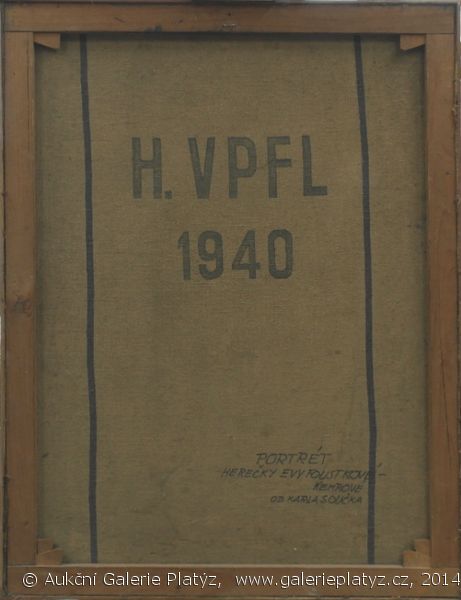 H. VPFL
1940
PORTRÉT
HEREČKY EVY FOUSTKOVÉ-
KEMROVÉ
OD KARLA SOUČKA
© Aukční Galerie Platýz, www.galerieplatyz.cz, 2014